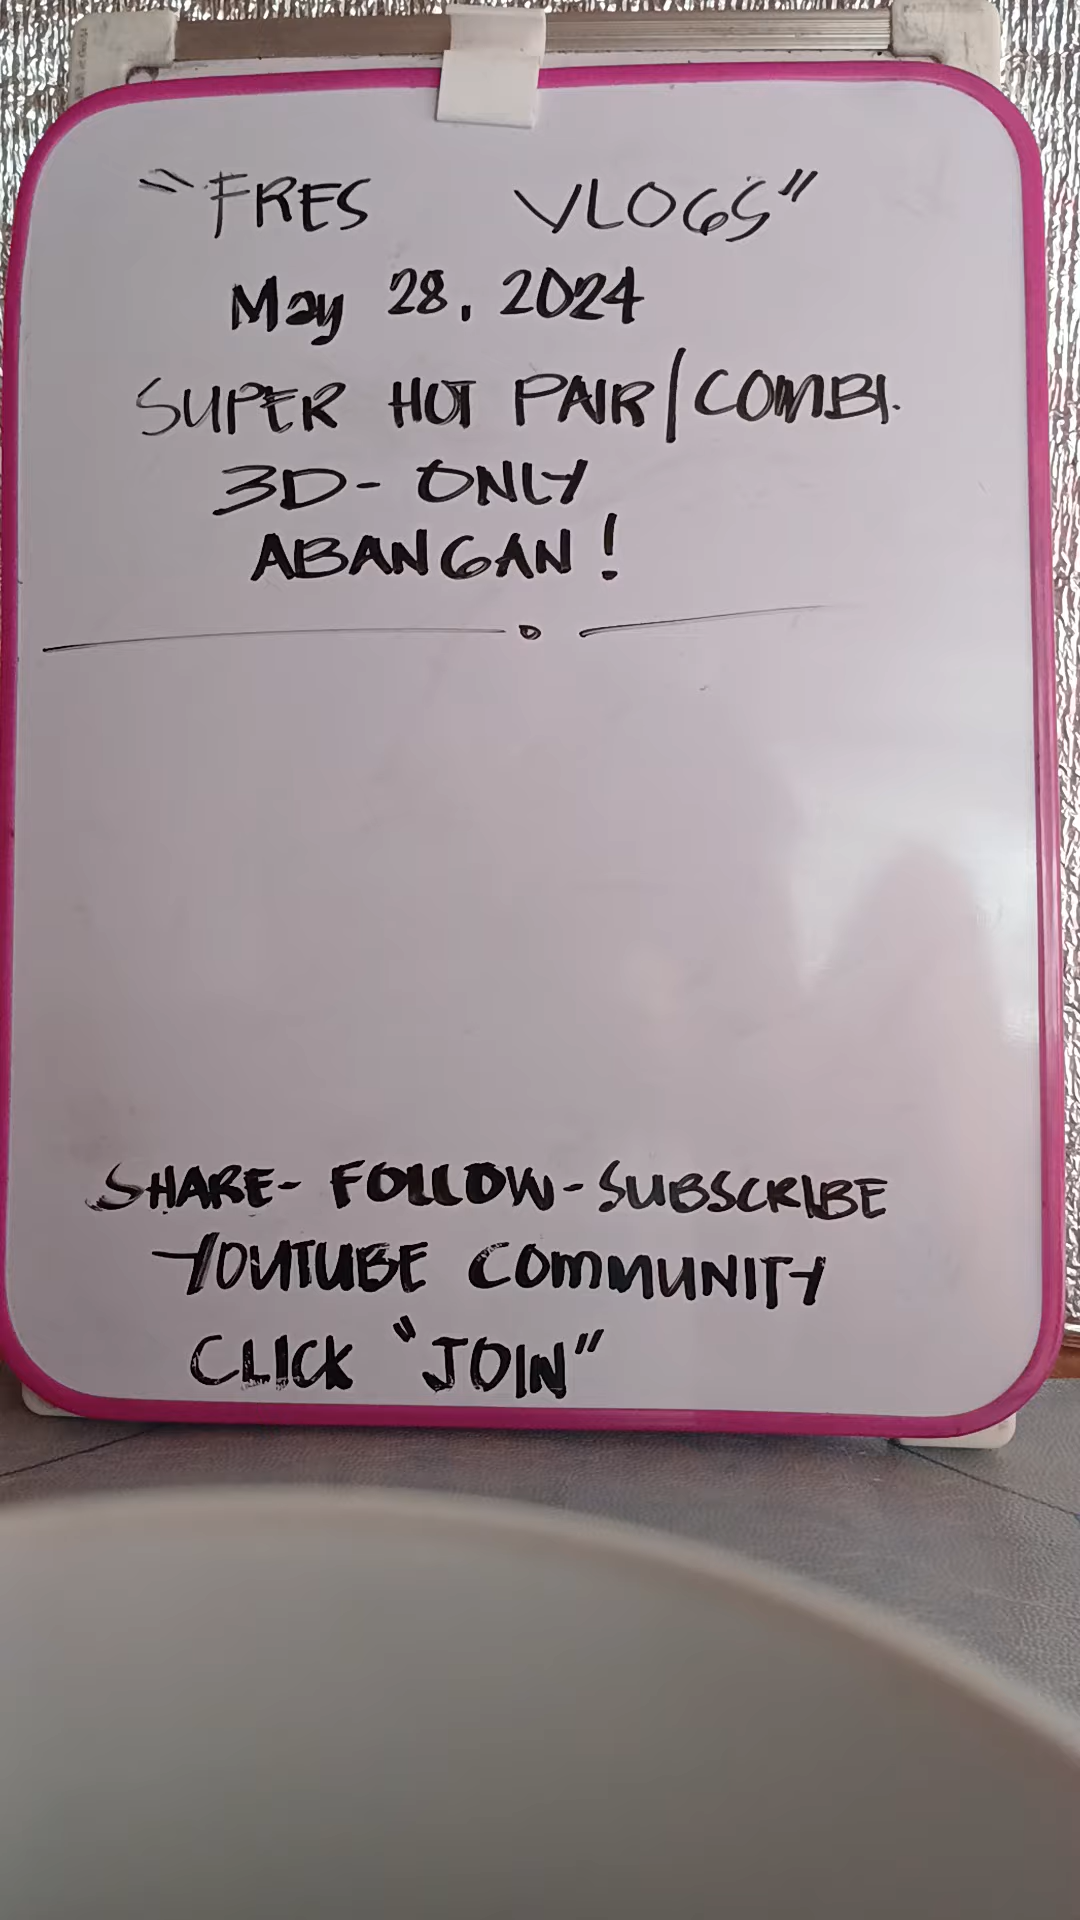 "FRES VLOGS"
May 28, 2024
SUPER HOT PAIR/COMBI.
3D- ONLY
ABANGAN!
SHARE- FOLLOW-SUBSCRIBE
YOUTUBE COMMUNITY
CLICK "JOIN"